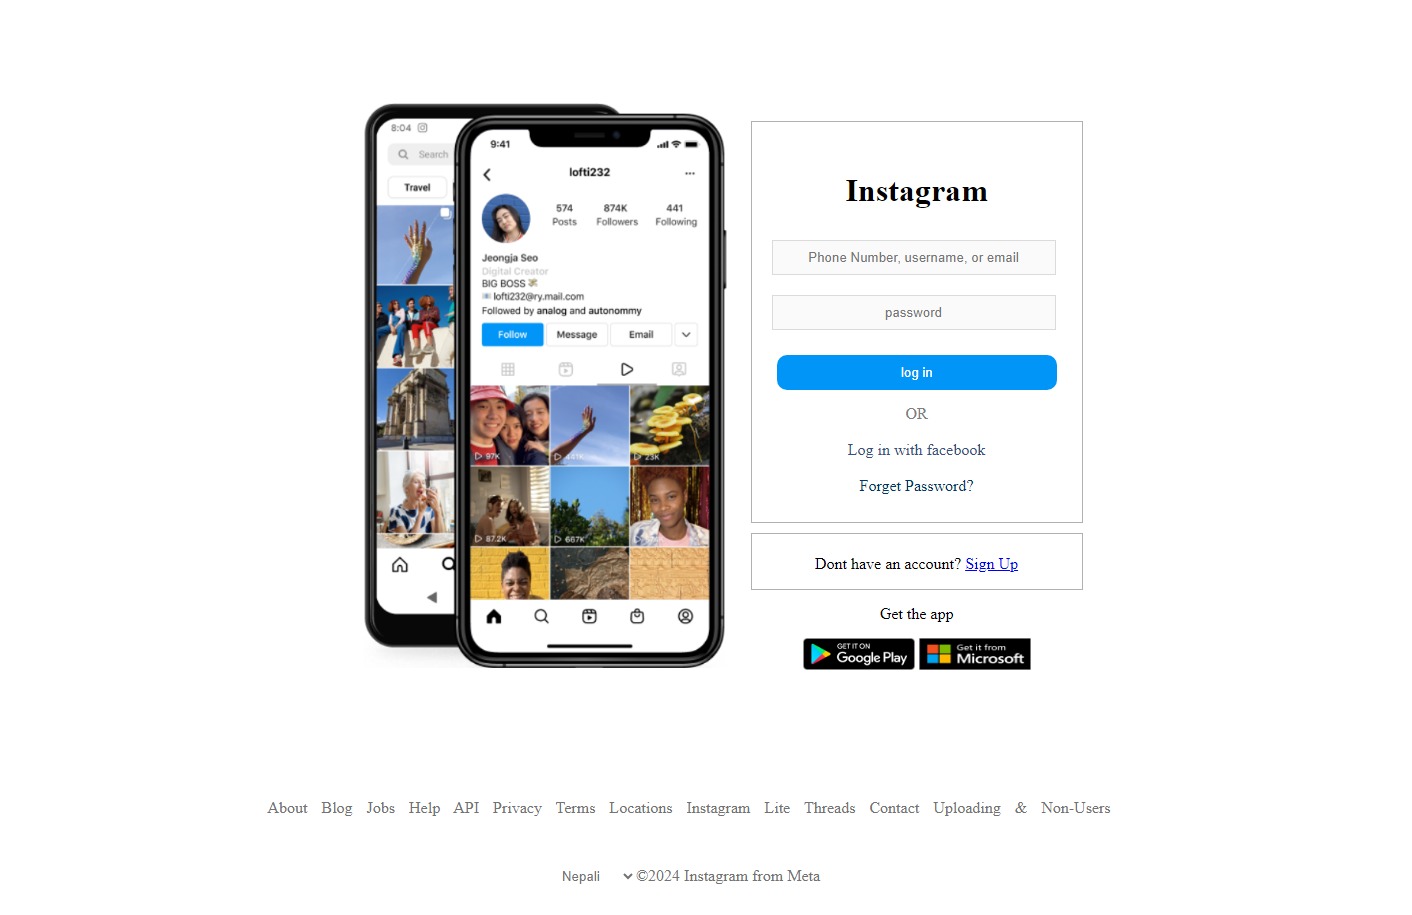 8:04
Search
Travel
9:41
lofti232
574 874K 441
Posts Followers Following
Jeongja Seo
Digital Creator
BIG BOSS 💸
📧 lofti232@ry.mail.com
Followed by analog and autonommy
Follow Message Email
97K 441K 23K
87.2K 667K
Instagram
Phone Number, username, or email
password
log in
OR
Log in with facebook
Forget Password?
Dont have an account? Sign Up
Get the app
GET IT ON
Google Play
Get it from
Microsoft
About Blog Jobs Help API Privacy Terms Locations Instagram Lite Threads Contact Uploading & Non-Users
Nepali ©2024 Instagram from Meta